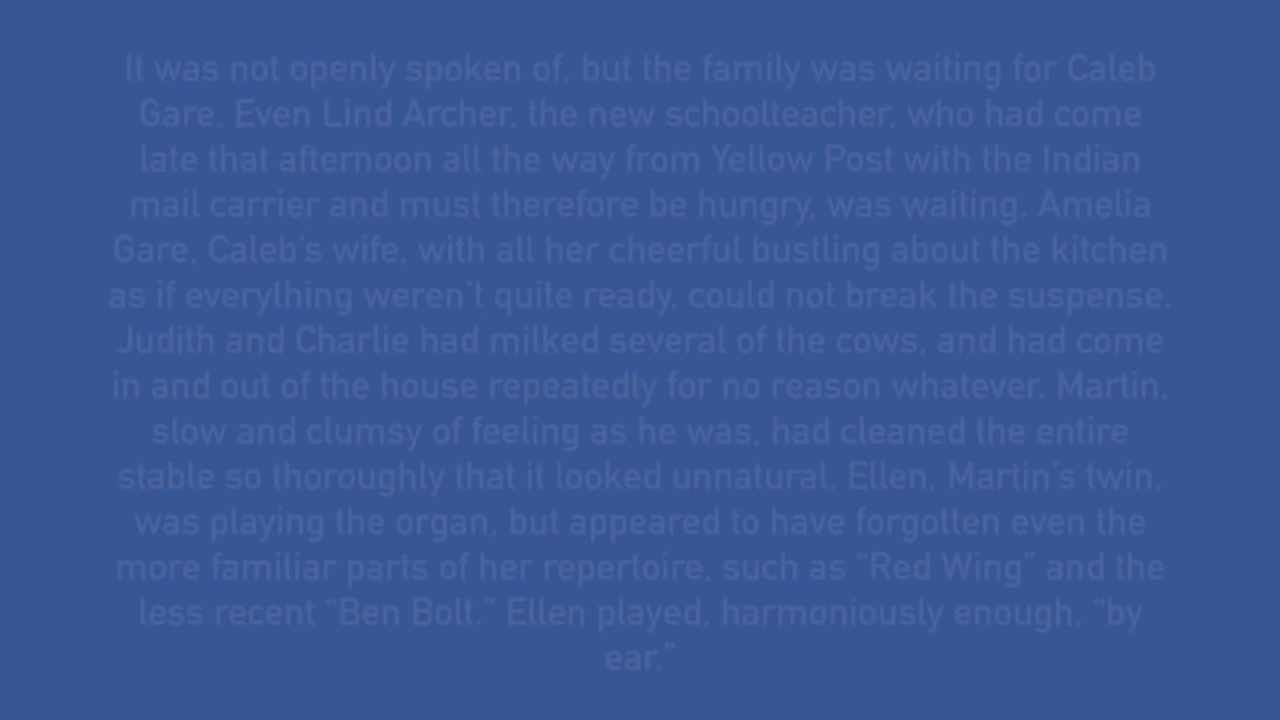 It was not openly spoken of, but the family was waiting for Caleb
Gare. Even Lind Archer, the new schoolteacher, who had come
late that afternoon all the way from Yellow Post with the Indian
mail carrier and must therefore be hungry, was waiting. Amelia
Gare, Caleb's wife, with all her cheerful bustling about the kitchen
as if everything weren't quite ready, could not break the suspense.
Judith and Charlie had milked several of the cows, and had come
in and out of the house repeatedly for no reason whatever. Martin,
slow and clumsy of feeling as he was, had cleaned the entire
stable so thoroughly that it looked unnatural. Ellen, Martin's twin,
was playing the organ, but appeared to have forgotten even the
more familiar parts of her repertoire, such as “Red Wing” and the
less recent “Ben Bolt.” Ellen played, harmoniously enough, “by
ear.”